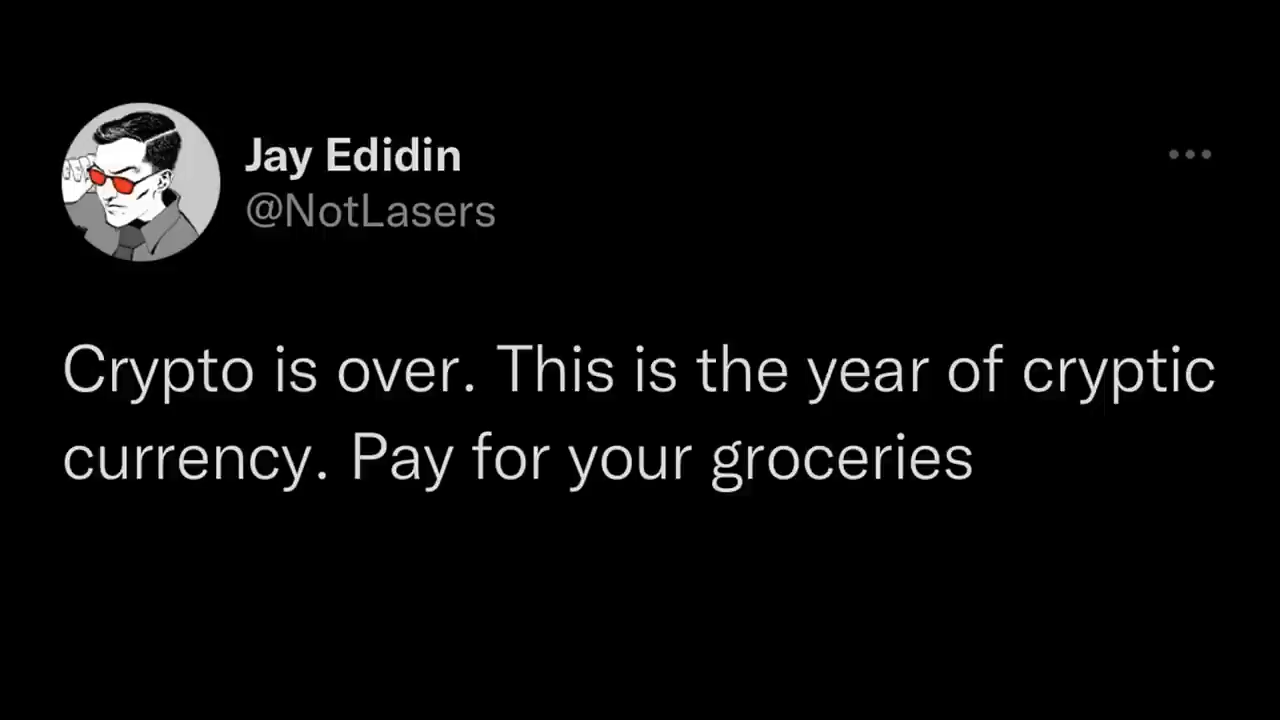 Jay Edidin
@NotLasers
Crypto is over. This is the year of cryptic
currency. Pay for your groceries